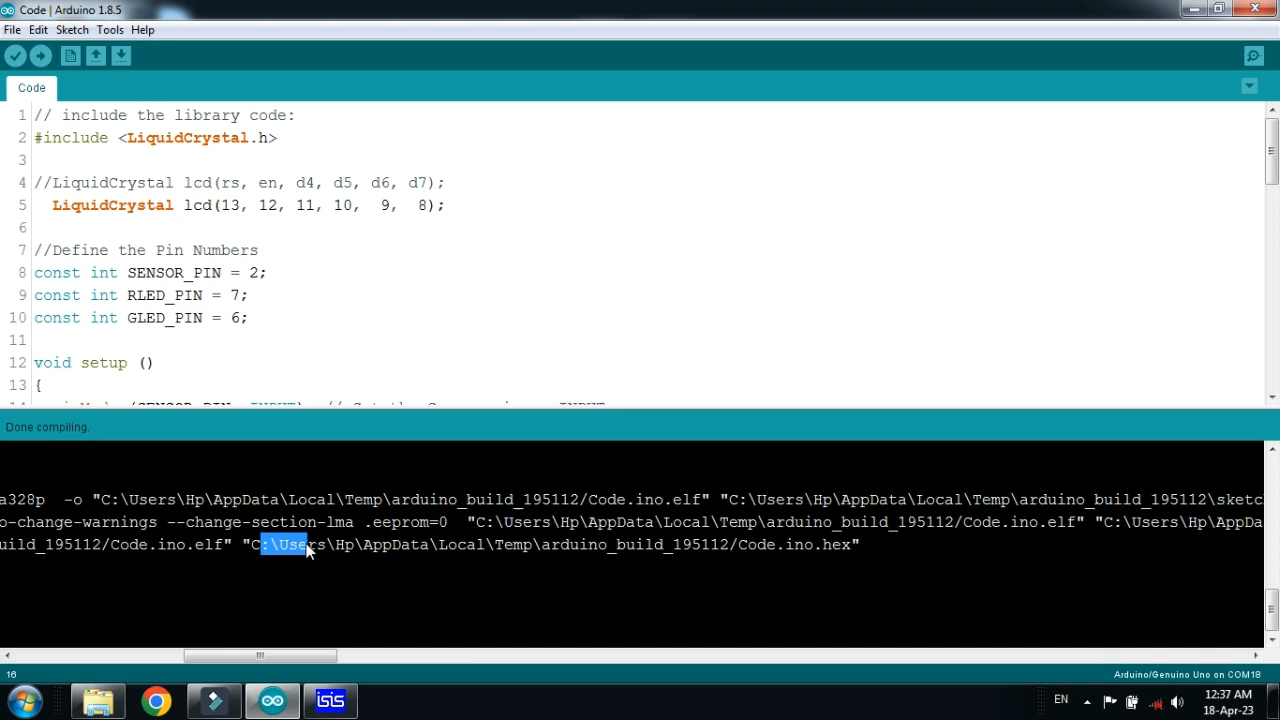 Code | Arduino 1.8.5
File Edit Sketch Tools Help
Code
1 // include the library code:
2 #include <LiquidCrystal.h>
3
4 //LiquidCrystal lcd(rs, en, d4, d5, d6, d7);
5 LiquidCrystal lcd(13, 12, 11, 10, 9, 8);
6
7 //Define the Pin Numbers
8 const int SENSOR_PIN = 2;
9 const int RLED_PIN = 7;
10 const int GLED_PIN = 6;
11
12 void setup ()
13 {
Done compiling.
a328p -o "C:\Users\Hp\AppData\Local\Temp\arduino_build_195112/Code.ino.elf" "C:\Users\Hp\AppData\Local\Temp\arduino_build_195112\sketc
o-change-warnings --change-section-lma .eeprom=0 "C:\Users\Hp\AppData\Local\Temp\arduino_build_195112/Code.ino.elf" "C:\Users\Hp\AppDa
uild_195112/Code.ino.elf" "C:\Users\Hp\AppData\Local\Temp\arduino_build_195112/Code.ino.hex"
16 Arduino/Genuino Uno on COM18
isis
EN
12:37 AM
18-Apr-23